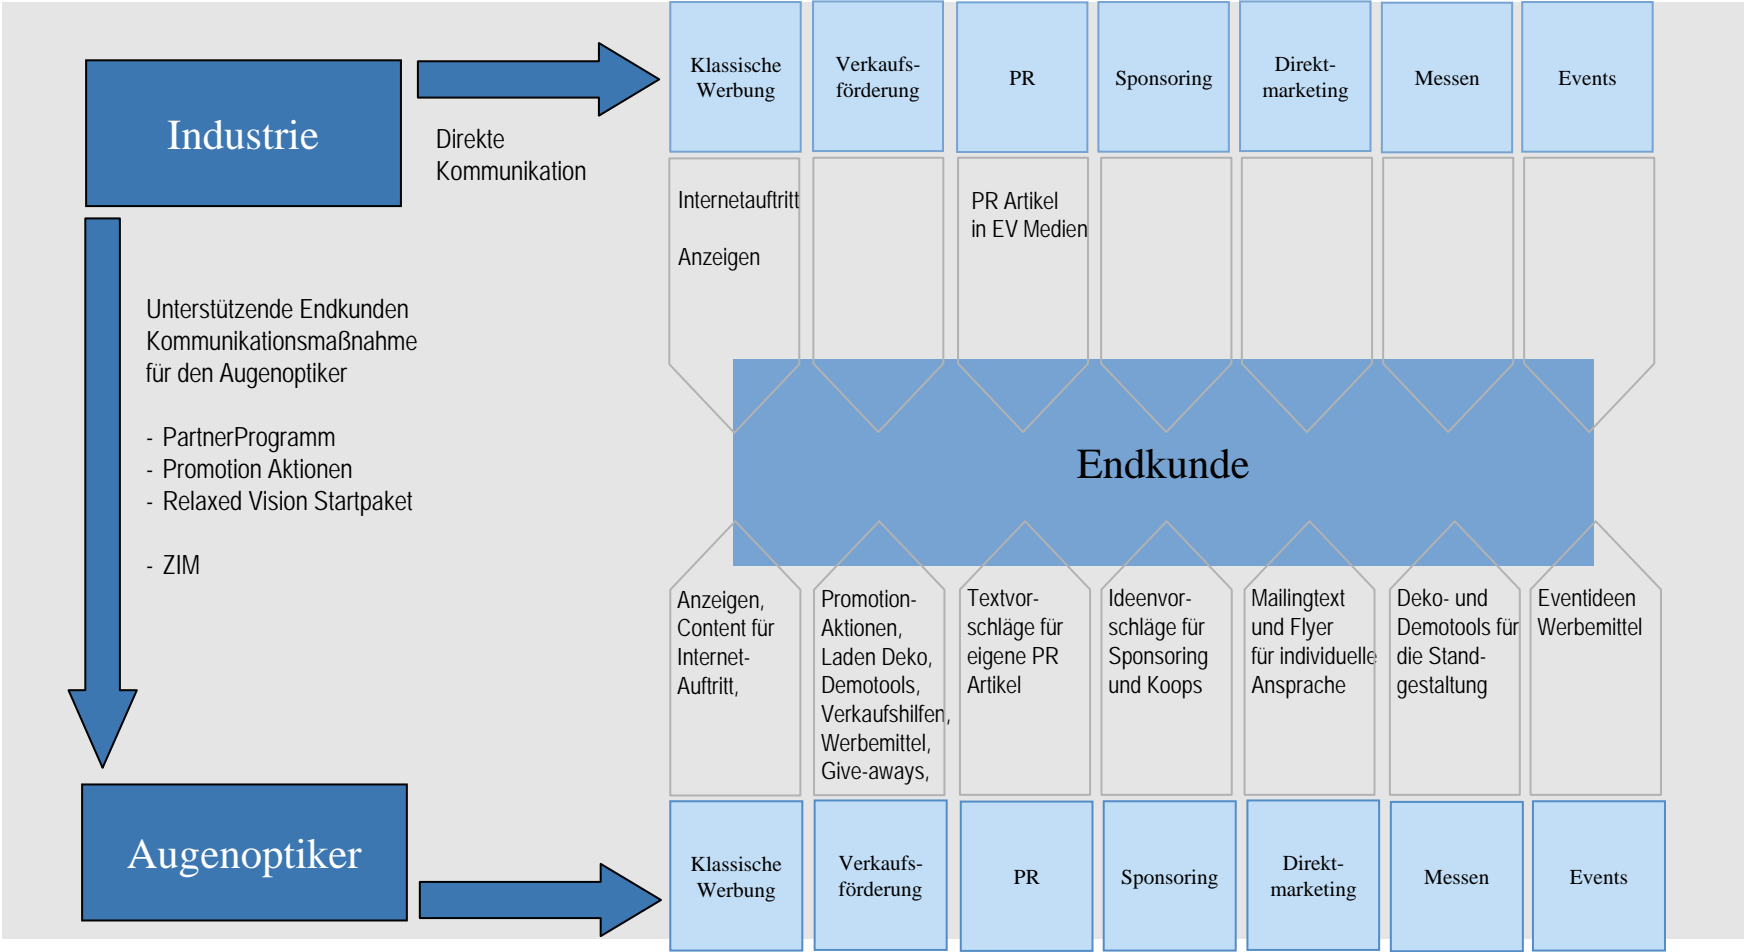 Klassische
Werbung
Verkaufs-
förderung
PR
Sponsoring
Direkt-
marketing
Messen
Events
Industrie
Direkte
Kommunikation
Internetauftritt
Anzeigen
PR Artikel
in EV Medien
Unterstützende Endkunden
Kommunikationsmaßnahme
für den Augenoptiker
- PartnerProgramm
- Promotion Aktionen
- Relaxed Vision Startpaket
- ZIM
Endkunde
Anzeigen,
Content für
Internet-
Auftritt,
Promotion-
Aktionen,
Laden Deko,
Demotools,
Verkaufshilfen,
Werbemittel,
Give-aways,
Textvor-
schläge für
eigene PR
Artikel
Ideenvor-
schläge für
Sponsoring
und Koops
Mailingtext
und Flyer
für individuelle
Ansprache
Deko- und
Demotools für
die Stand-
gestaltung
Eventideen
Werbemittel
Augenoptiker
Klassische
Werbung
Verkaufs-
förderung
PR
Sponsoring
Direkt-
marketing
Messen
Events